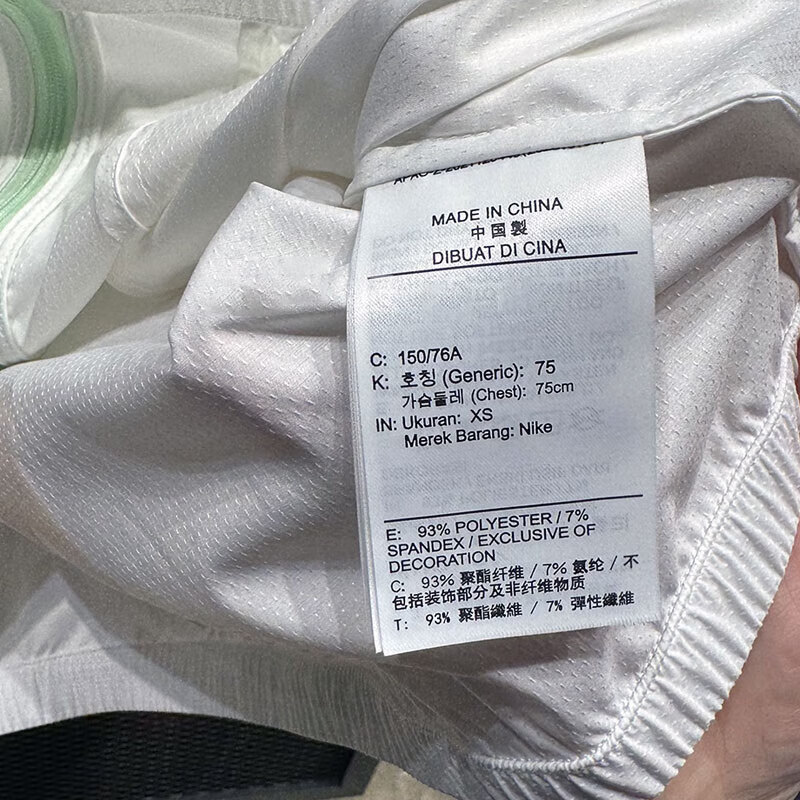 MADE IN CHINA
中国製
DIBUAT DI CINA
C: 150/76A
K: 호칭 (Generic): 75
가슴둘레 (Chest): 75cm
IN: Ukuran: XS
Merek Barang: Nike
E: 93% POLYESTER / 7%
SPANDEX / EXCLUSIVE OF
DECORATION
C: 93% 聚酯纤维 / 7% 氨纶 / 不
包括装饰部分及非纤维物质
T: 93% 聚酯纖維 / 7% 彈性纖維